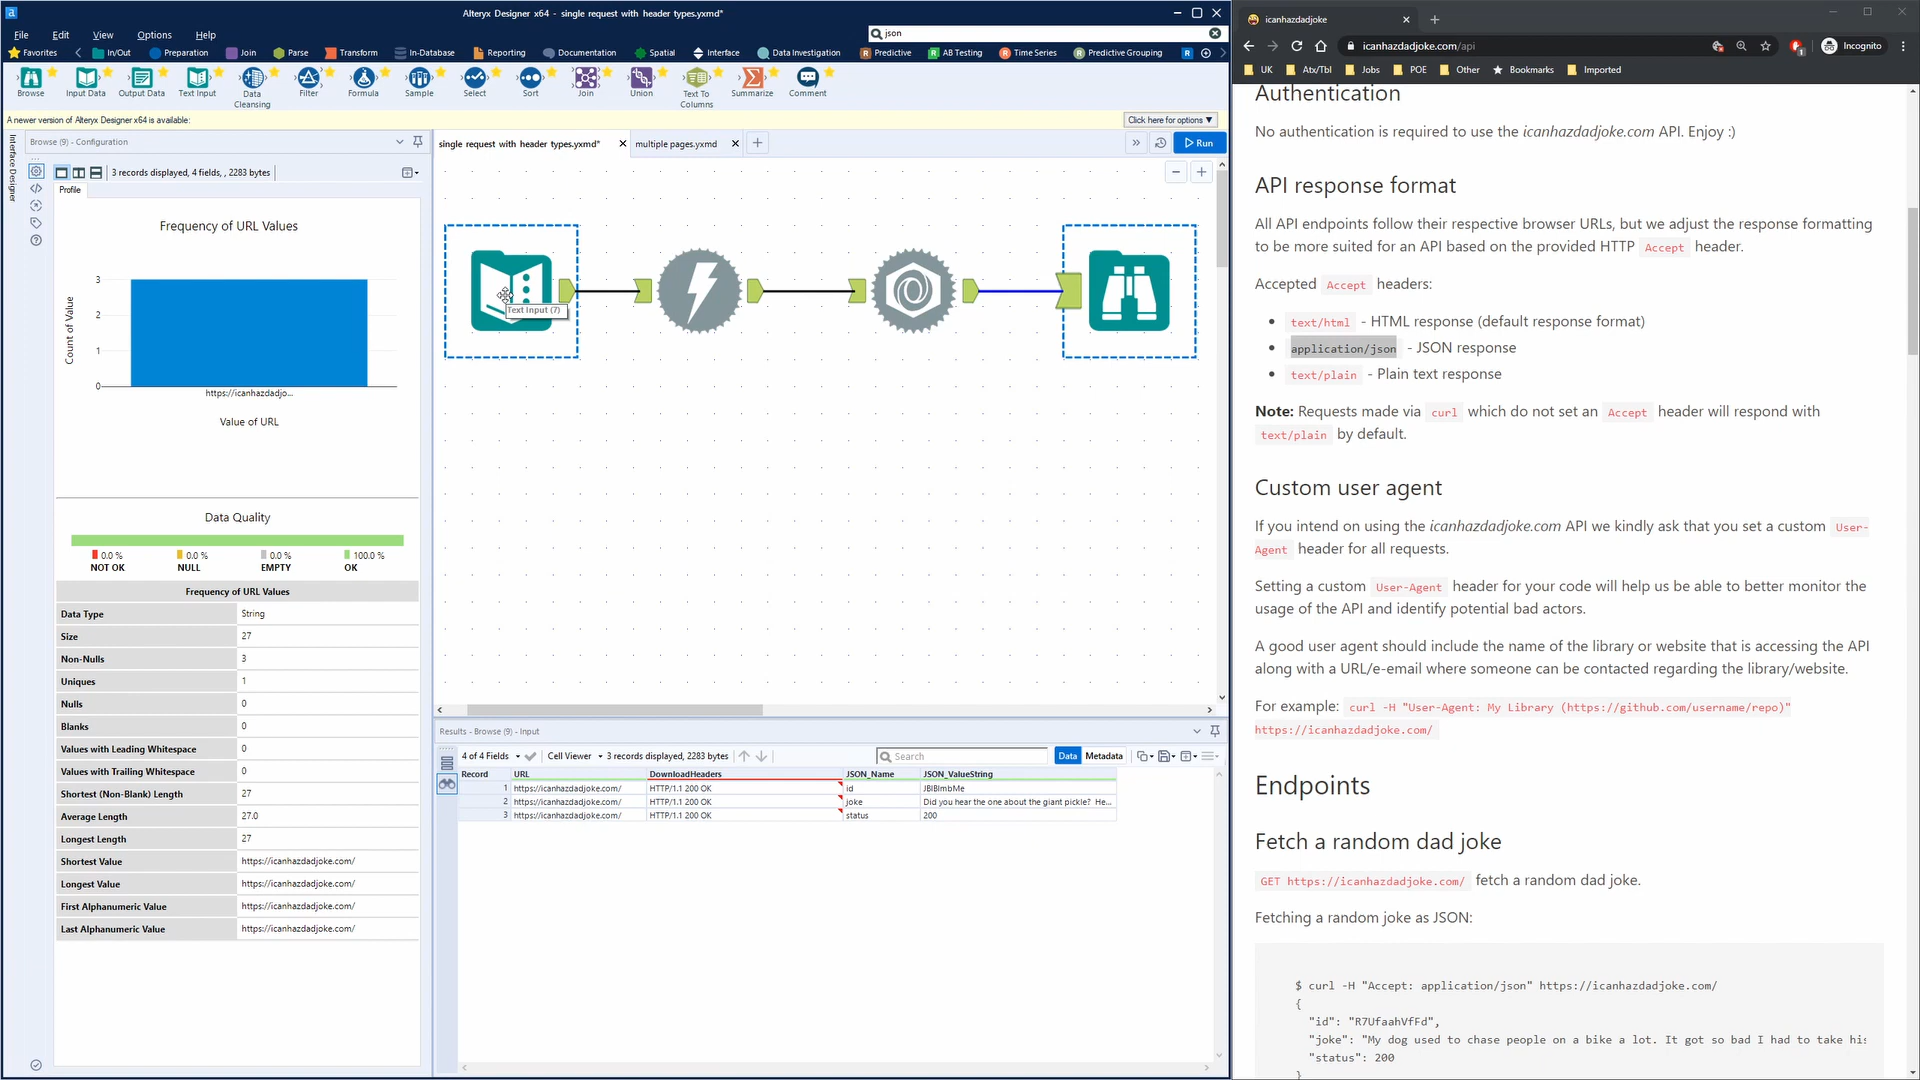 Alteryx Designer x64 - single request with header types.yxmd*
File Edit View Options Help
json
Favorites In/Out Preparation Join Parse Transform In-Database Reporting Documentation Spatial Interface Data Investigation Predictive AB Testing Time Series Predictive Grouping
Browse Input Data Output Data Text Input Data Cleansing Filter Formula Sample Select Sort Join Union Text To Columns Summarize Comment
A newer version of Alteryx Designer x64 is available:
Click here for options ▼
Interface Designer
Browse (9) - Configuration
3 records displayed, 4 fields, , 2283 bytes
Profile
Frequency of URL Values
Count of Value
3
2
1
0
https://icanhazdadjo...
Value of URL
Data Quality
0.0 % 0.0 % 0.0 % 100.0 %
NOT OK NULL EMPTY OK
Frequency of URL Values
Data Type String
Size 27
Non-Nulls 3
Uniques 1
Nulls 0
Blanks 0
Values with Leading Whitespace 0
Values with Trailing Whitespace 0
Shortest (Non-Blank) Length 27
Average Length 27.0
Longest Length 27
Shortest Value https://icanhazdadjoke.com/
Longest Value https://icanhazdadjoke.com/
First Alphanumeric Value https://icanhazdadjoke.com/
Last Alphanumeric Value https://icanhazdadjoke.com/
single request with header types.yxmd*
multiple pages.yxmd
Run
Text Input (7)
Results - Browse (9) - Input
4 of 4 Fields Cell Viewer 3 records displayed, 2283 bytes Search Data Metadata
Record URL DownloadHeaders JSON_Name JSON_ValueString
1 https://icanhazdadjoke.com/ HTTP/1.1 200 OK id JBlBImbMe
2 https://icanhazdadjoke.com/ HTTP/1.1 200 OK joke Did you hear the one about the giant pickle? He...
3 https://icanhazdadjoke.com/ HTTP/1.1 200 OK status 200
icanhazdadjoke
icanhazdadjoke.com/api
Incognito
UK Atx/Tbl Jobs POE Other Bookmarks Imported
Authentication
No authentication is required to use the icanhazdadjoke.com API. Enjoy :)
API response format
All API endpoints follow their respective browser URLs, but we adjust the response formatting
to be more suited for an API based on the provided HTTP Accept header.
Accepted Accept headers:
• text/html - HTML response (default response format)
• application/json - JSON response
• text/plain - Plain text response
Note: Requests made via curl which do not set an Accept header will respond with
text/plain by default.
Custom user agent
If you intend on using the icanhazdadjoke.com API we kindly ask that you set a custom User-
Agent header for all requests.
Setting a custom User-Agent header for your code will help us be able to better monitor the
usage of the API and identify potential bad actors.
A good user agent should include the name of the library or website that is accessing the API
along with a URL/e-email where someone can be contacted regarding the library/website.
For example: curl -H "User-Agent: My Library (https://github.com/username/repo)"
https://icanhazdadjoke.com/
Endpoints
Fetch a random dad joke
GET https://icanhazdadjoke.com/ fetch a random dad joke.
Fetching a random joke as JSON:
$ curl -H "Accept: application/json" https://icanhazdadjoke.com/
{
"id": "R7UfaahVfFd",
"joke": "My dog used to chase people on a bike a lot. It got so bad I had to take his
"status": 200
}